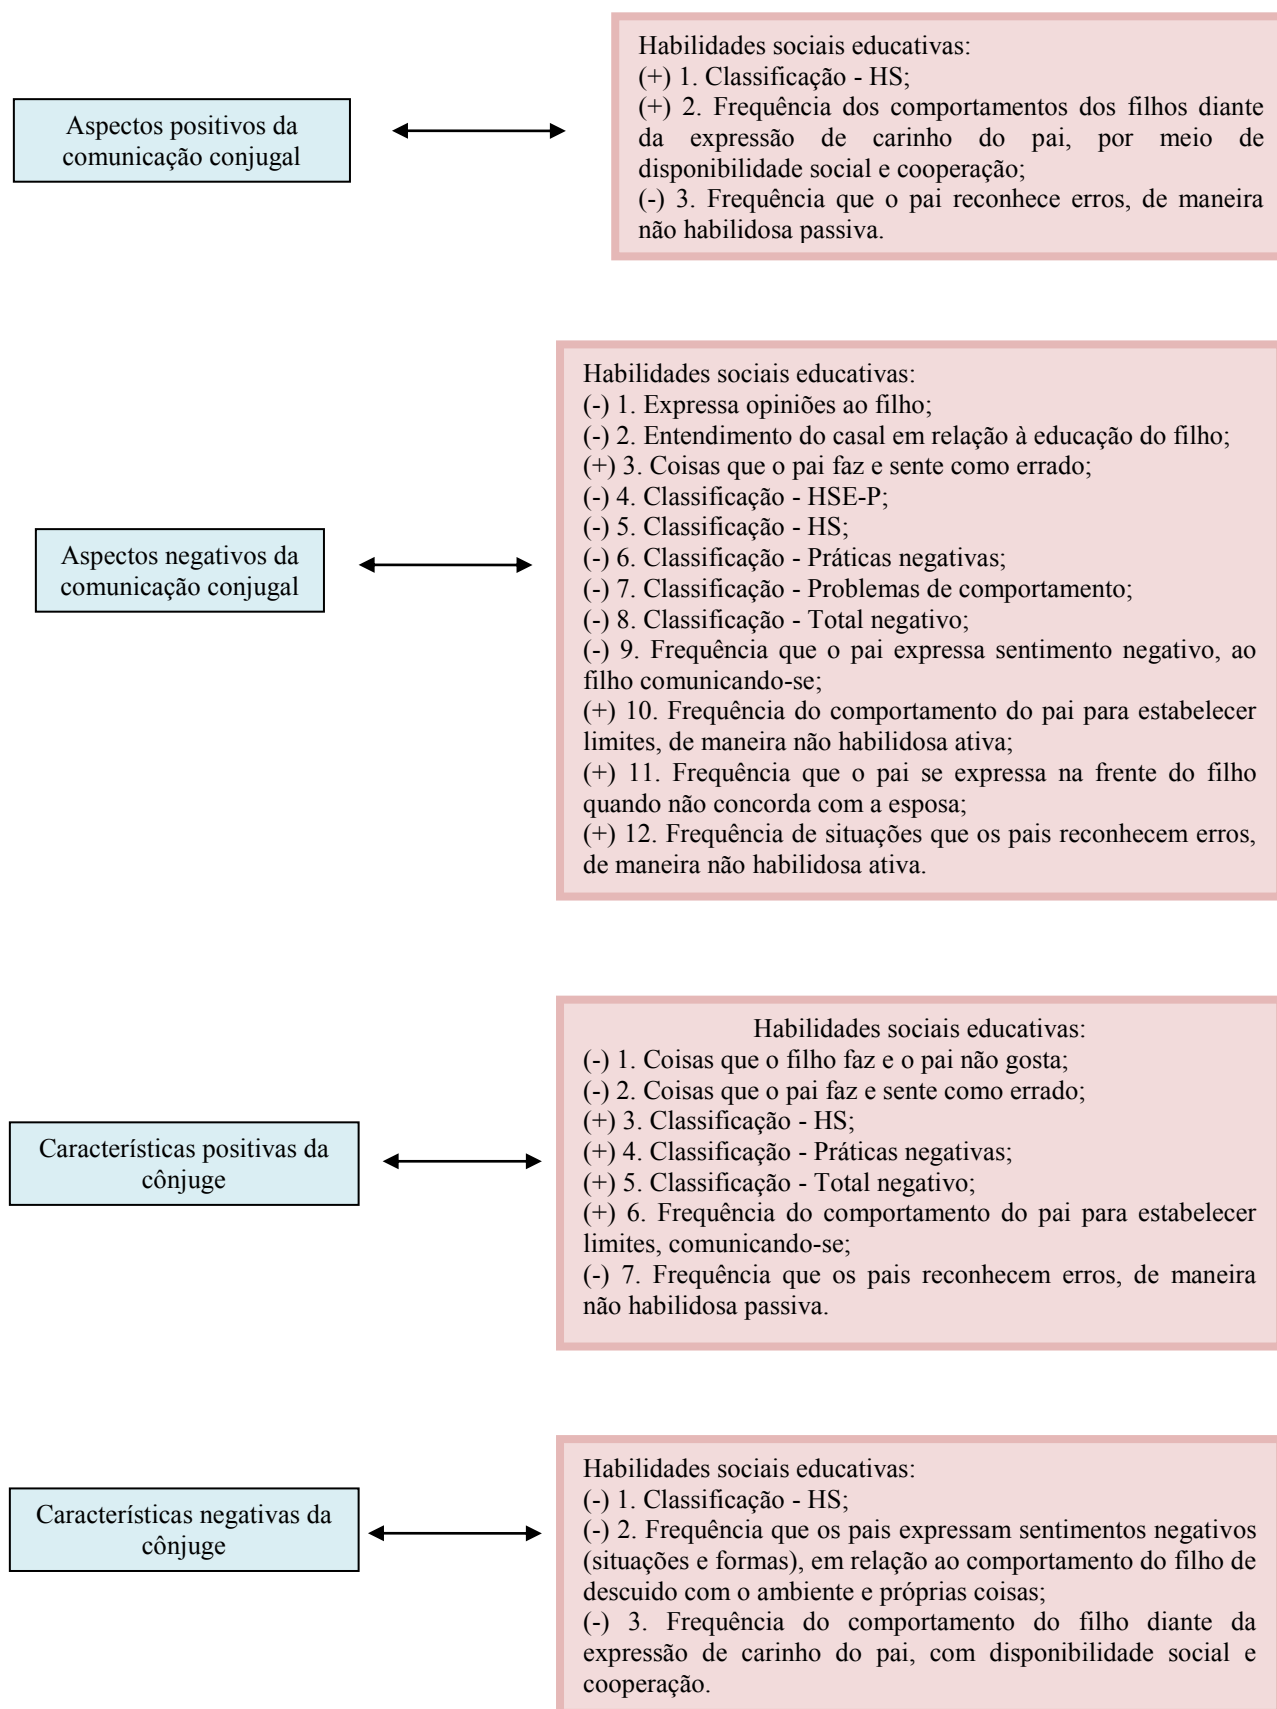 Aspectos positivos da
comunicação conjugal
Habilidades sociais educativas:
(+) 1. Classificação - HS;
(+) 2. Frequência dos comportamentos dos filhos diante
da expressão de carinho do pai, por meio de
disponibilidade social e cooperação;
(-) 3. Frequência que o pai reconhece erros, de maneira
não habilidosa passiva.
Aspectos negativos da
comunicação conjugal
Habilidades sociais educativas:
(-) 1. Expressa opiniões ao filho;
(-) 2. Entendimento do casal em relação à educação do filho;
(+) 3. Coisas que o pai faz e sente como errado;
(-) 4. Classificação - HSE-P;
(-) 5. Classificação - HS;
(-) 6. Classificação - Práticas negativas;
(-) 7. Classificação - Problemas de comportamento;
(-) 8. Classificação - Total negativo;
(-) 9. Frequência que o pai expressa sentimento negativo, ao
filho comunicando-se;
(+) 10. Frequência do comportamento do pai para estabelecer
limites, de maneira não habilidosa ativa;
(+) 11. Frequência que o pai se expressa na frente do filho
quando não concorda com a esposa;
(+) 12. Frequência de situações que os pais reconhecem erros,
de maneira não habilidosa ativa.
Características positivas da
cônjuge
Habilidades sociais educativas:
(-) 1. Coisas que o filho faz e o pai não gosta;
(-) 2. Coisas que o pai faz e sente como errado;
(+) 3. Classificação - HS;
(+) 4. Classificação - Práticas negativas;
(+) 5. Classificação - Total negativo;
(+) 6. Frequência do comportamento do pai para estabelecer
limites, comunicando-se;
(-) 7. Frequência que os pais reconhecem erros, de maneira
não habilidosa passiva.
Características negativas da
cônjuge
Habilidades sociais educativas:
(-) 1. Classificação - HS;
(-) 2. Frequência que os pais expressam sentimentos negativos
(situações e formas), em relação ao comportamento do filho de
descuido com o ambiente e próprias coisas;
(-) 3. Frequência do comportamento do filho diante da
expressão de carinho do pai, com disponibilidade social e
cooperação.